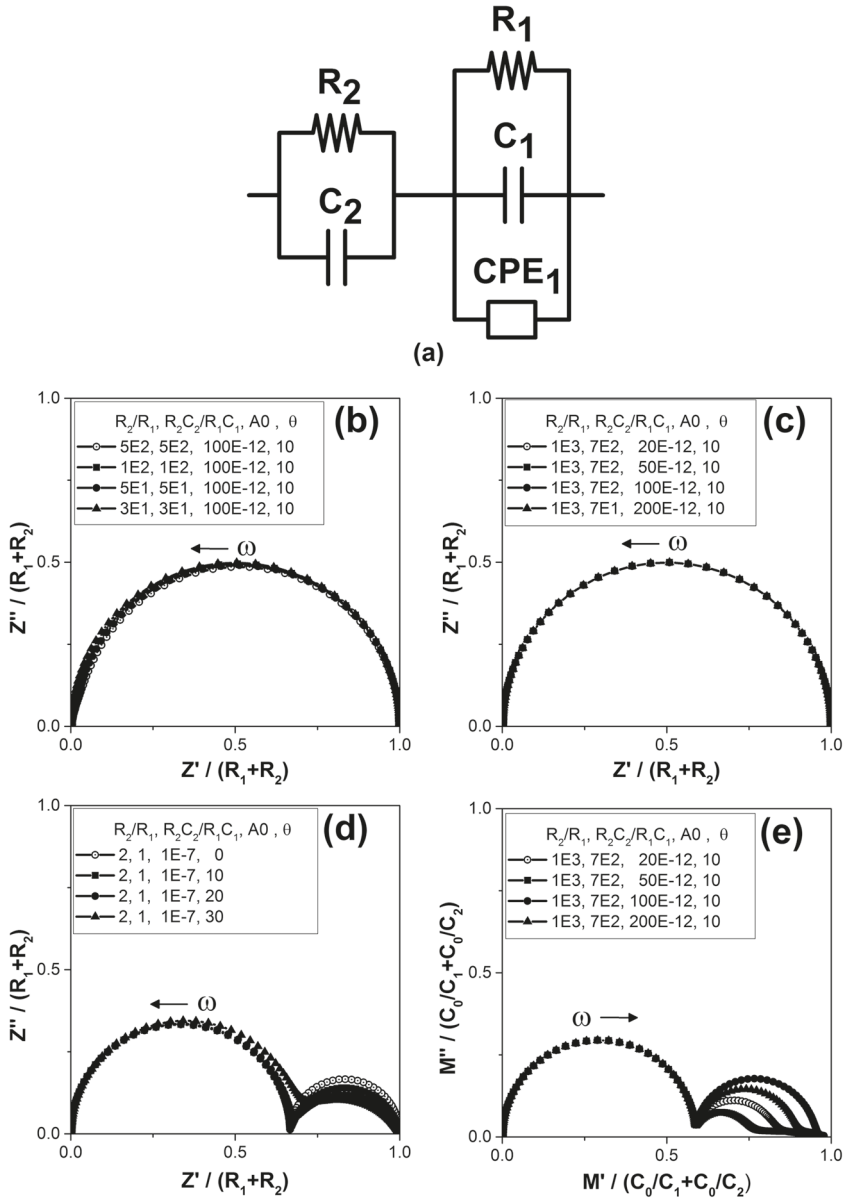 R1
R2
C1
C2
CPE1
(a)
(b)
R2/R1, R2C2/R1C1, A0 , θ
5E2, 5E2, 100E-12, 10
1E2, 1E2, 100E-12, 10
5E1, 5E1, 100E-12, 10
3E1, 3E1, 100E-12, 10
ω
1.0
0.5
0.0
Z'' / (R1+R2)
0.0 0.5 1.0
Z' / (R1+R2)
(c)
R2/R1, R2C2/R1C1, A0 , θ
1E3, 7E2, 20E-12, 10
1E3, 7E2, 50E-12, 10
1E3, 7E2, 100E-12, 10
1E3, 7E1, 200E-12, 10
ω
1.0
0.5
0.0
Z'' / (R1+R2)
0.0 0.5 1.0
Z' / (R1+R2)
(d)
R2/R1, R2C2/R1C1, A0 , θ
2, 1, 1E-7, 0
2, 1, 1E-7, 10
2, 1, 1E-7, 20
2, 1, 1E-7, 30
ω
1.0
0.5
0.0
Z'' / (R1+R2)
0.0 0.5 1.0
Z' / (R1+R2)
(e)
R2/R1, R2C2/R1C1, A0 , θ
1E3, 7E2, 20E-12, 10
1E3, 7E2, 50E-12, 10
1E3, 7E2, 100E-12, 10
1E3, 7E2, 200E-12, 10
ω
1.0
0.5
0.0
M'' / (C0/C1+C0/C2)
0.0 0.5 1.0
M' / (C0/C1+C0/C2)